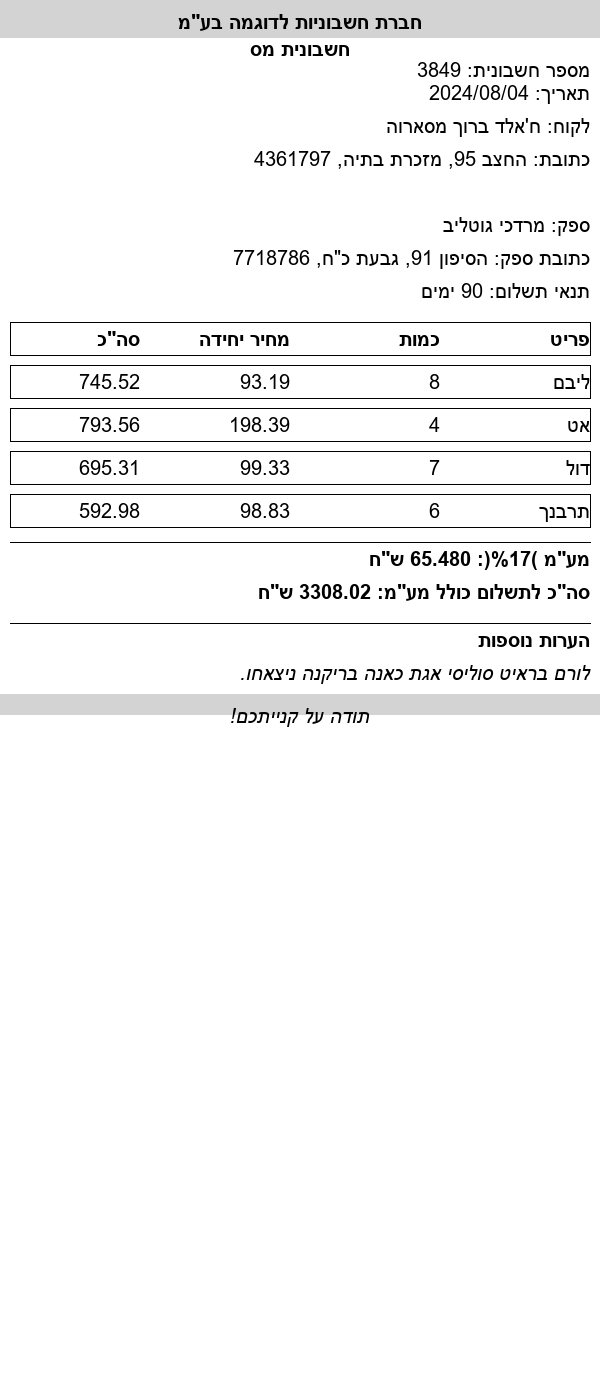 חברת חשבוניות לדוגמה בע"מ
חשבונית מס
מספר חשבונית: 3849
תאריך: 2024/08/04
לקוח: ח'אלד ברוך מסארוה
כתובת: החצב 95, מזכרת בתיה, 4361797
ספק: מרדכי גוטליב
כתובת ספק: הסיפון 91, גבעת כ"ח, 7718786
תנאי תשלום: 90 ימים
פריט כמות מחיר יחידה סה"כ
ליבם 8 93.19 745.52
אט 4 198.39 793.56
דול 7 99.33 695.31
תרבנך 6 98.83 592.98
מע"מ )17%(: 65.480 ש"ח
סה"כ לתשלום כולל מע"מ: 3308.02 ש"ח
הערות נוספות
לורם בראיט סוליסי אגת כאנה בריקנה ניצאחו.
תודה על קנייתכם!